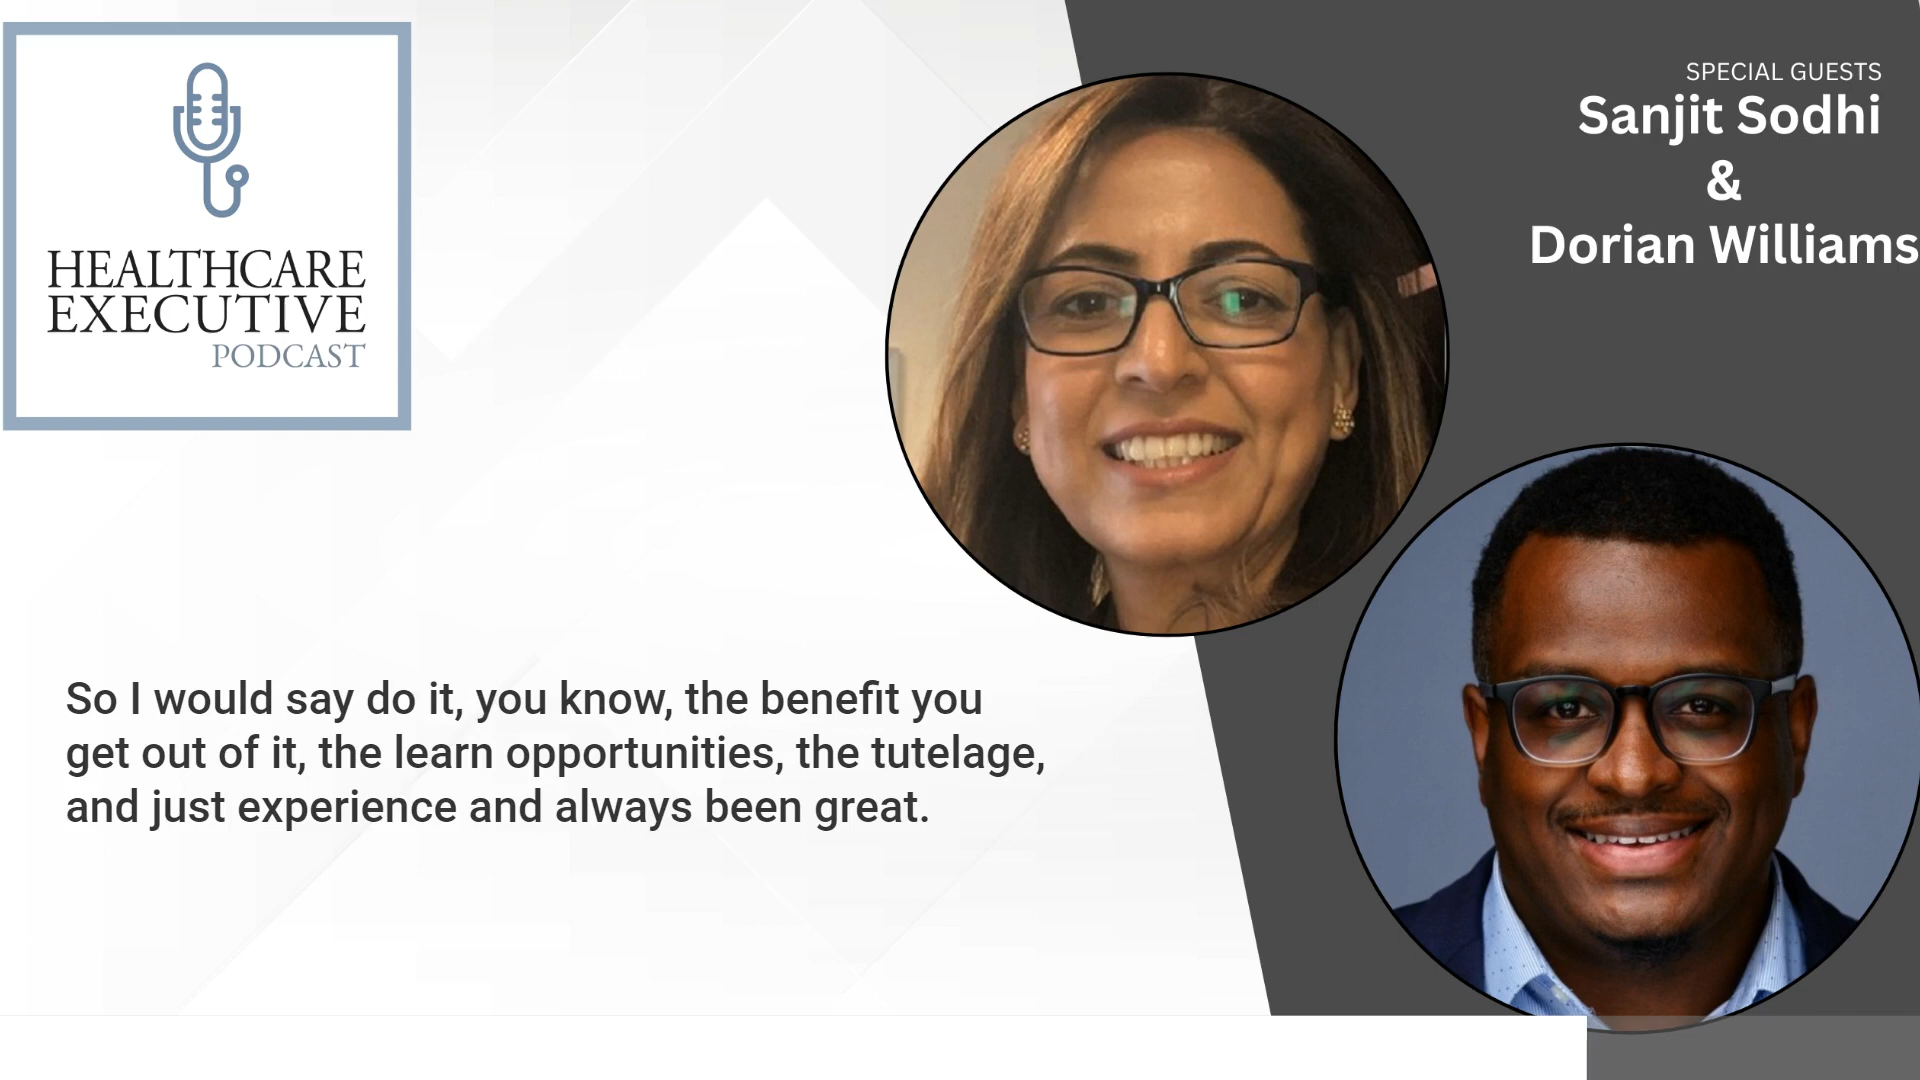 HEALTHCARE
EXECUTIVE
PODCAST
SPECIAL GUESTS
Sanjit Sodhi
&
Dorian Williams
So I would say do it, you know, the benefit you
get out of it, the learn opportunities, the tutelage,
and just experience and always been great.